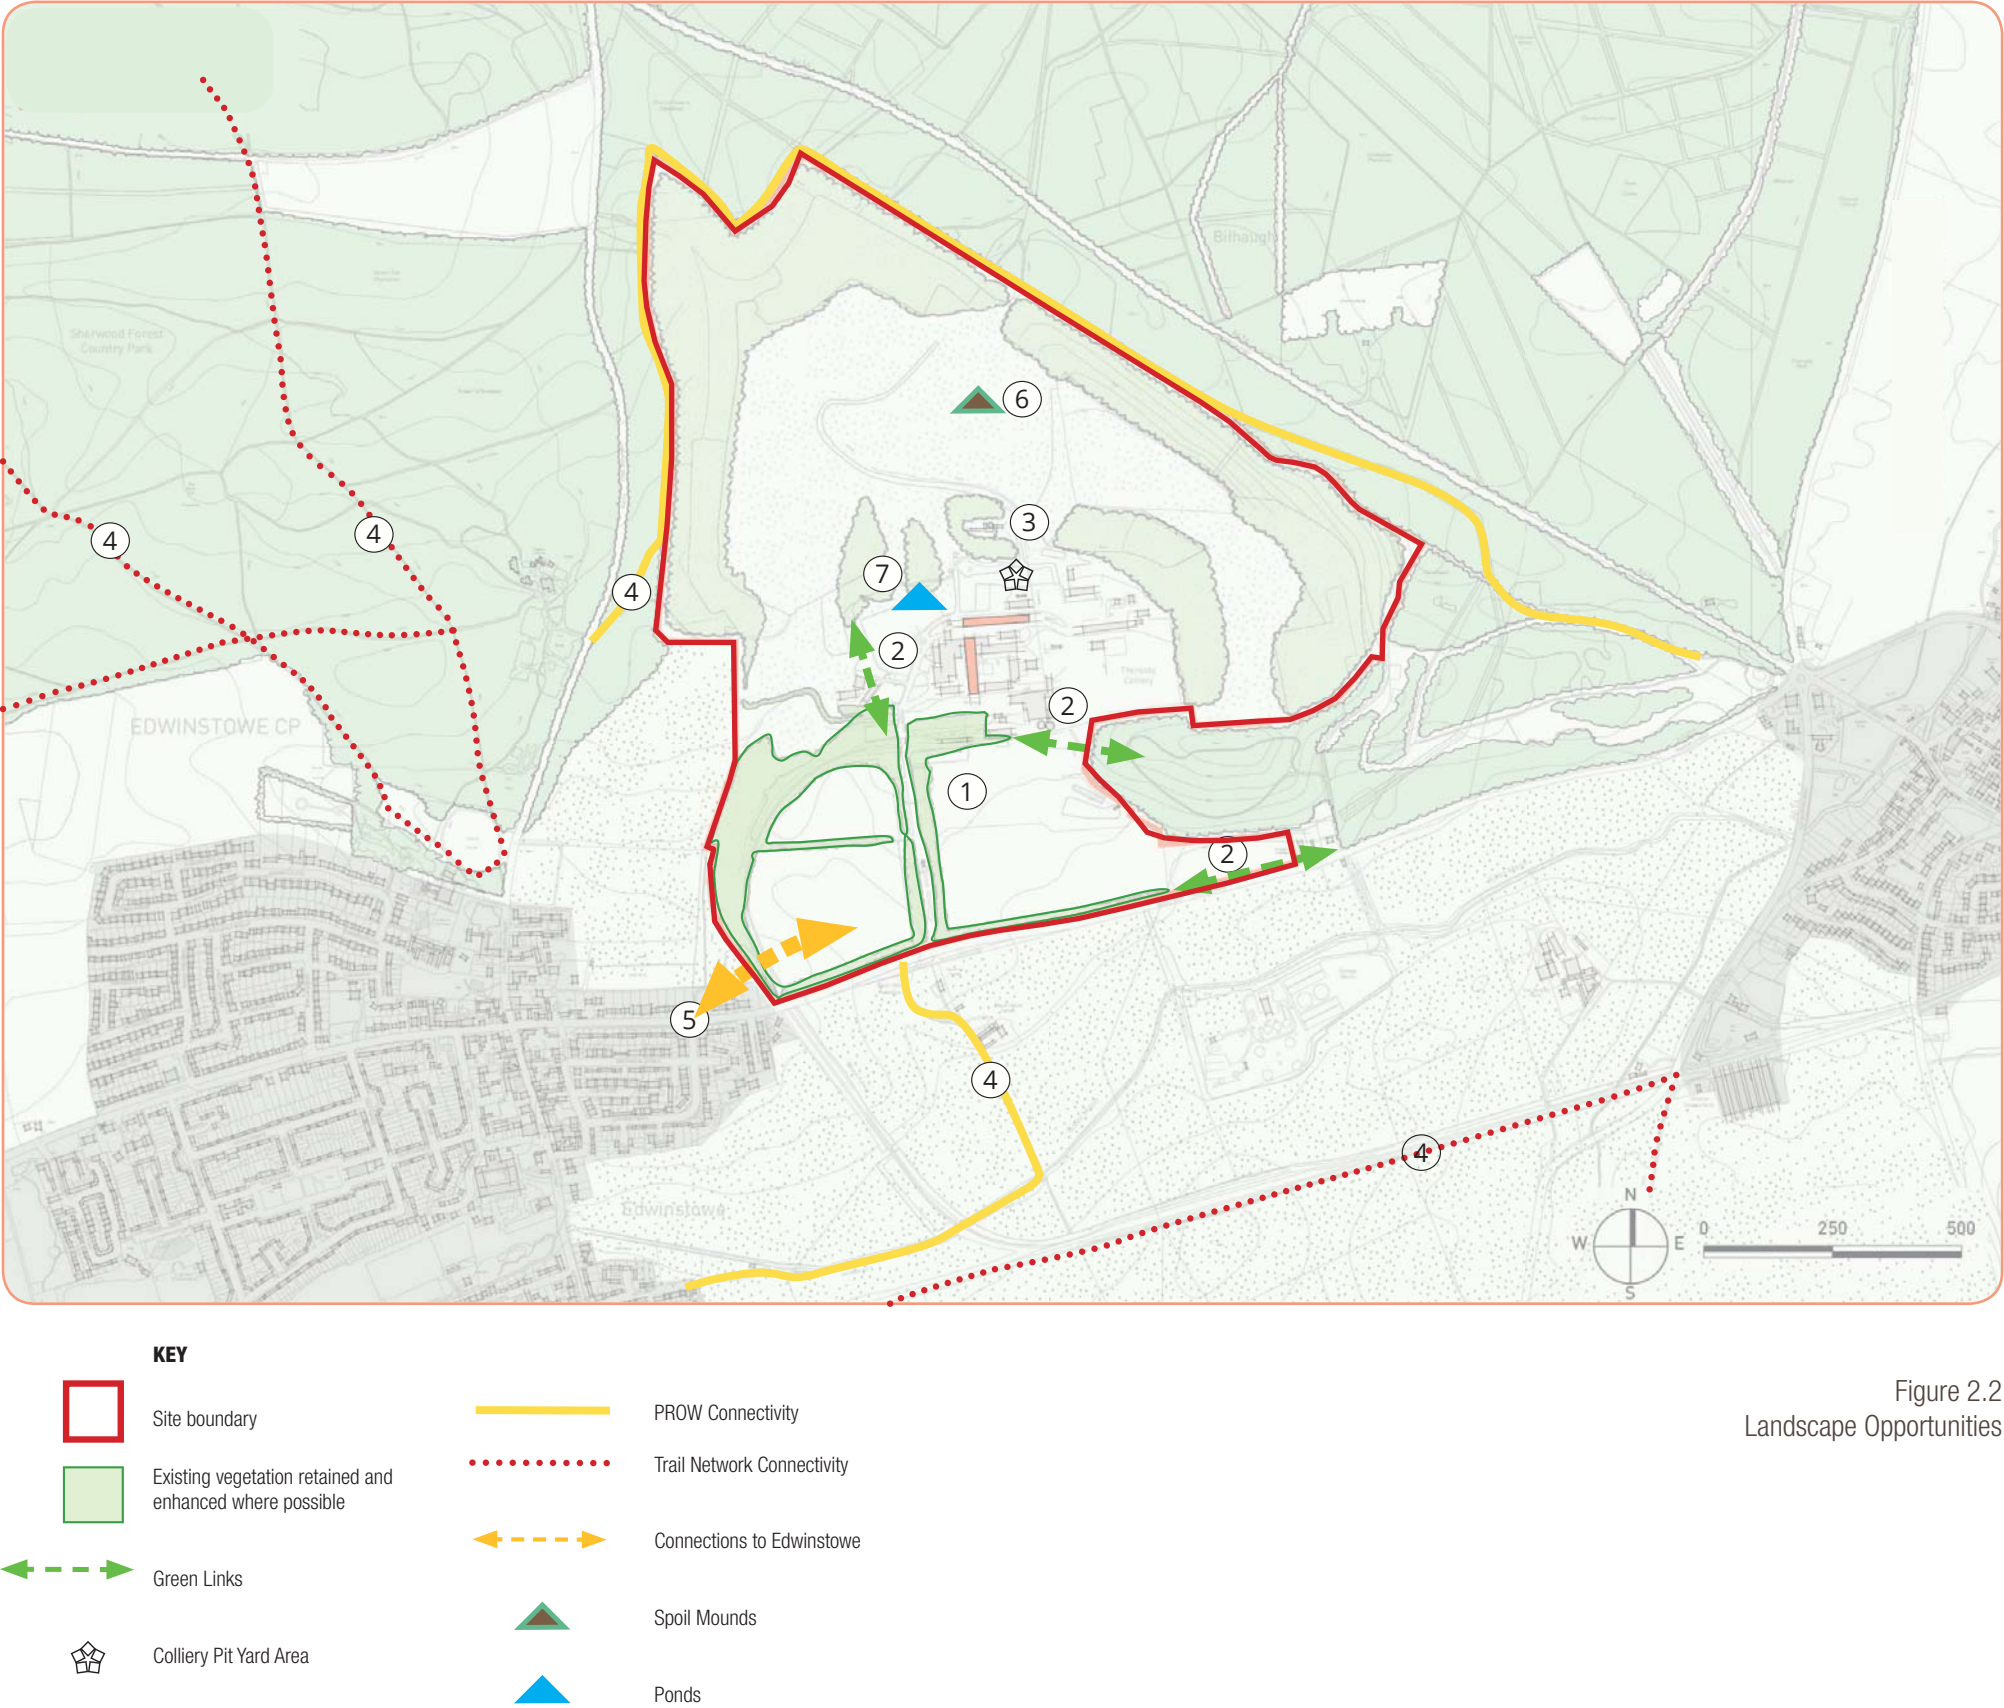 Bilhaugh
Sherwood Forest
Country Park
6
3
4
4
7
4
2
2
Thoresby
Colliery
EDWINSTOWE CP
1
2
5
4
4
Edwinstowe
N
W
E
S
0
250
500
KEY
Site boundary
Existing vegetation retained and
enhanced where possible
Green Links
Colliery Pit Yard Area
PROW Connectivity
Trail Network Connectivity
Connections to Edwinstowe
Spoil Mounds
Ponds
Figure 2.2
Landscape Opportunities